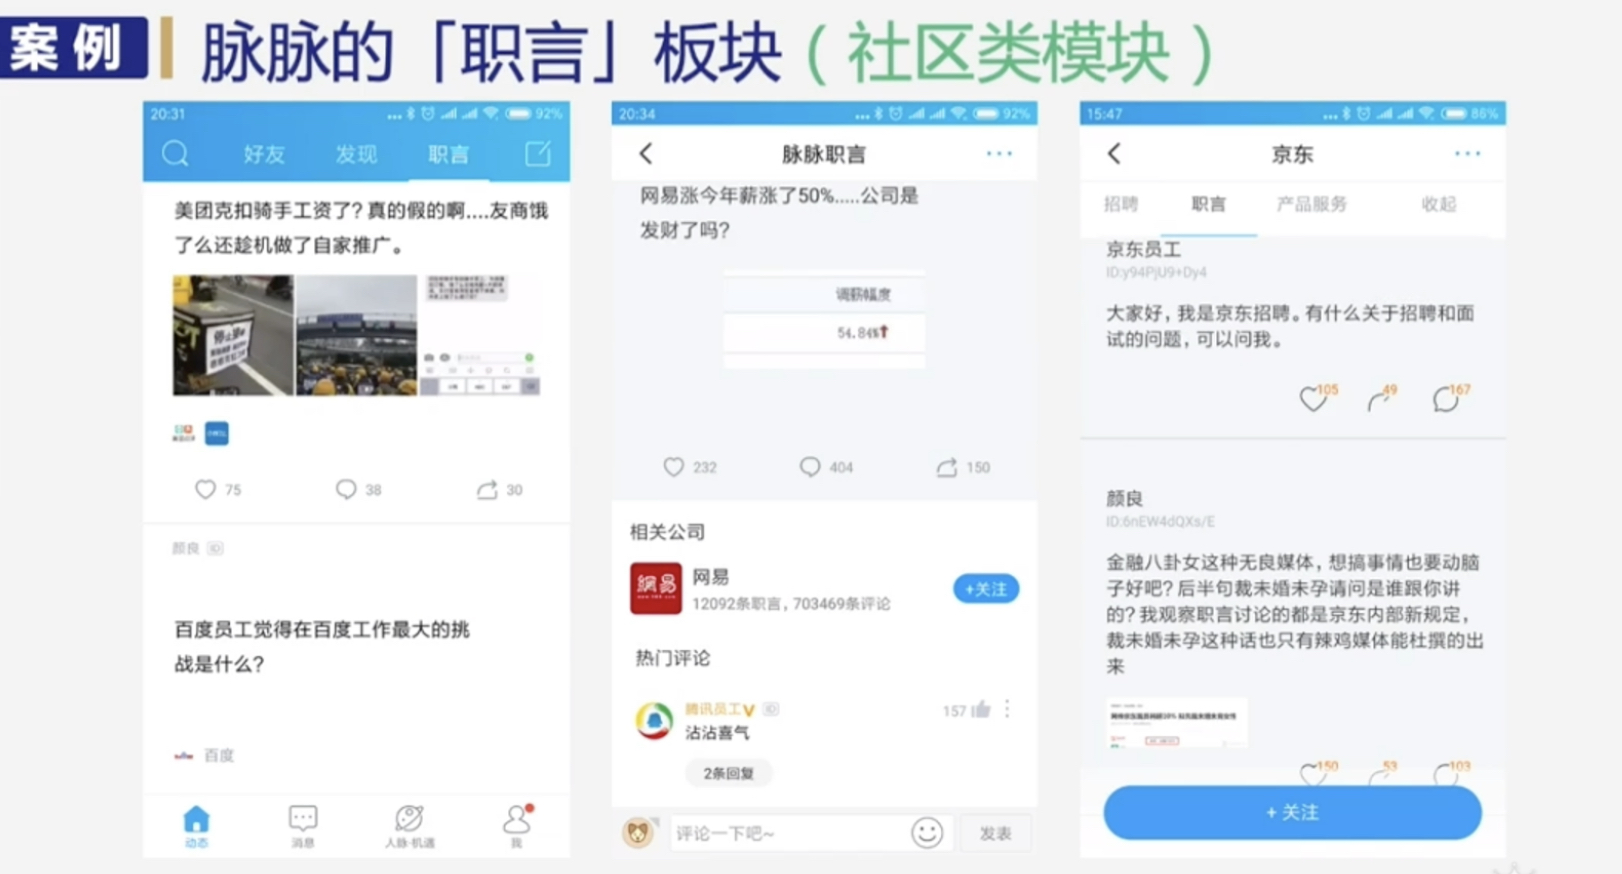 案例
脉脉的「职言」板块（社区类模块）
20:31
92%
好友
发现
职言
美团克扣骑手工资了？真的假的啊....友商饿
了么还趁机做了自家推广。
75
38
30
颜良
百度员工觉得在百度工作最大的挑
战是什么？
百度
动态
消息
人脉·机遇
我
20:34
92%
脉脉职言
网易涨今年薪涨了50%.....公司是
发财了吗？
调薪幅度
54.84%
232
404
150
相关公司
網易
网易
12092条职言，703469条评论
+关注
热门评论
腾讯员工
157
沾沾喜气
2条回复
评论一下吧~
发表
15:47
86%
京东
招聘
职言
产品服务
收起
京东员工
ID:y94PjU9+Dy4
大家好，我是京东招聘。有什么关于招聘和面
试的问题，可以问我。
105
49
167
颜良
ID:6nEW4dQXs/E
金融八卦女这种无良媒体，想搞事情也要动脑
子好吧？后半句裁未婚未孕请问是谁跟你讲
的？我观察职言讨论的都是京东内部新规定，
裁未婚未孕这种话也只有辣鸡媒体能杜撰的出
来
150
53
103
+ 关注